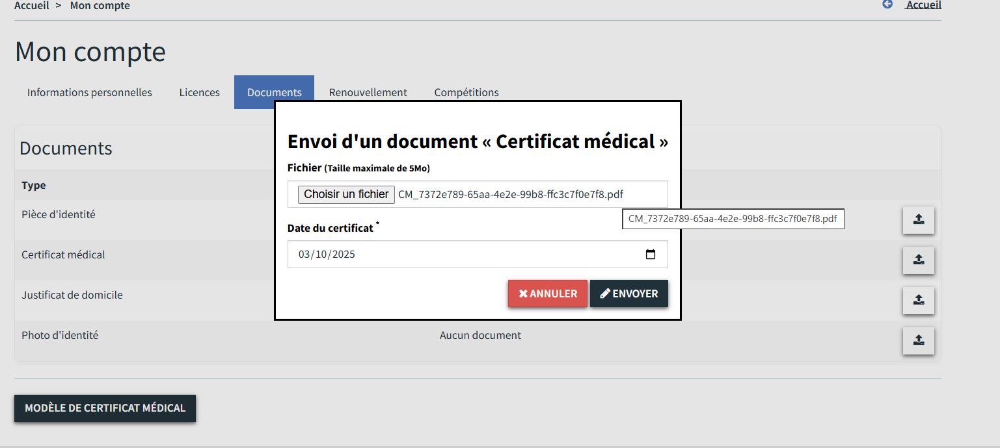 Accueil > Mon compte
Accueil
Mon compte
Informations personnelles Licences Documents Renouvellement Compétitions
Documents
Type
Pièce d'identité
Certificat médical
Justificat de domicile
Photo d'identité Aucun document
Envoi d'un document « Certificat médical »
Fichier (Taille maximale de 5Mo)
Choisir un fichier CM_7372e789-65aa-4e2e-99b8-ffc3c7f0e7f8.pdf
CM_7372e789-65aa-4e2e-99b8-ffc3c7f0e7f8.pdf
Date du certificat *
03/10/2025
ANNULER ENVOYER
MODÈLE DE CERTIFICAT MÉDICAL